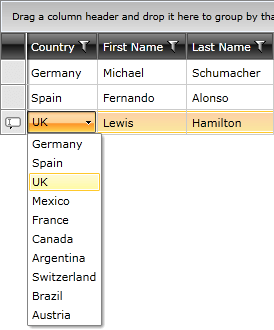 Drag a column header and drop it here to group by tha
Country First Name Last Name
Germany Michael Schumacher
Spain Fernando Alonso
UK Lewis Hamilton
Germany
Spain
UK
Mexico
France
Canada
Argentina
Switzerland
Brazil
Austria